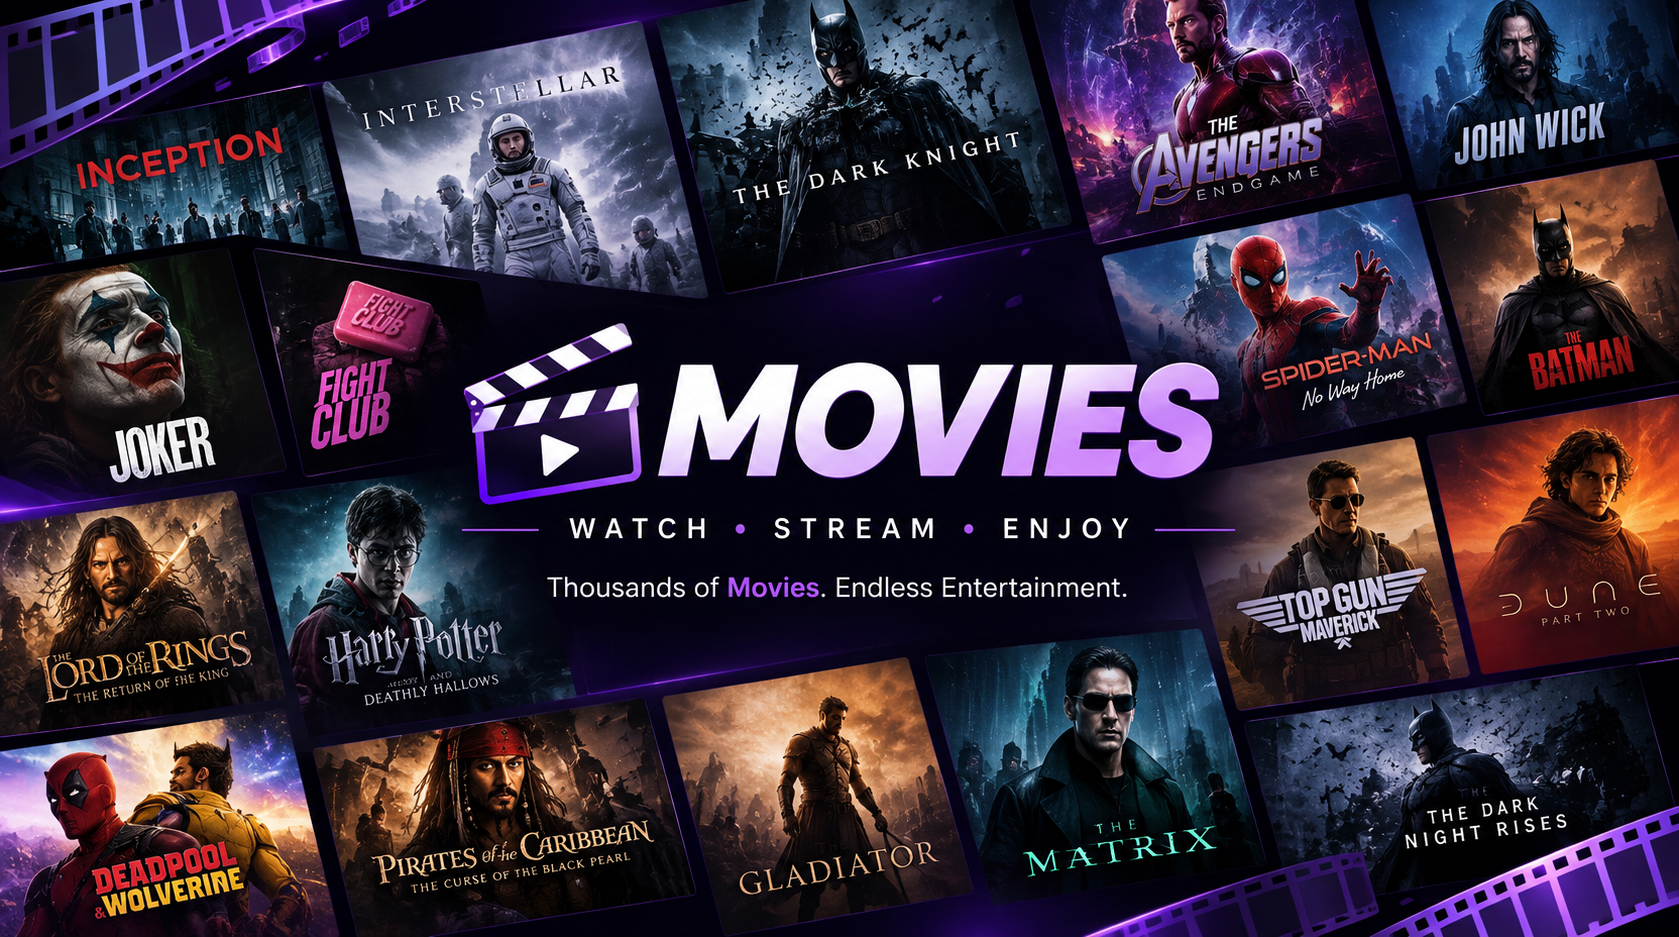 INCEPTION
INTERSTELLAR
THE DARK KNIGHT
THE
AVENGERS
ENDGAME
JOHN WICK
JOKER
FIGHT
CLUB
FIGHT
CLUB
SPIDER-MAN
No Way Home
THE
BATMAN
MOVIES
WATCH • STREAM • ENJOY
Thousands of Movies. Endless Entertainment.
THE
LORD OF THE RINGS
THE RETURN OF THE KING
Harry Potter
AND
DEATHLY HALLOWS
TOP GUN
MAVERICK
DUNE
PART TWO
DEADPOOL
& WOLVERINE
PIRATES of the CARIBBEAN
THE CURSE OF THE BLACK PEARL
GLADIATOR
THE
MATRIX
THE
THE DARK
NIGHT RISES